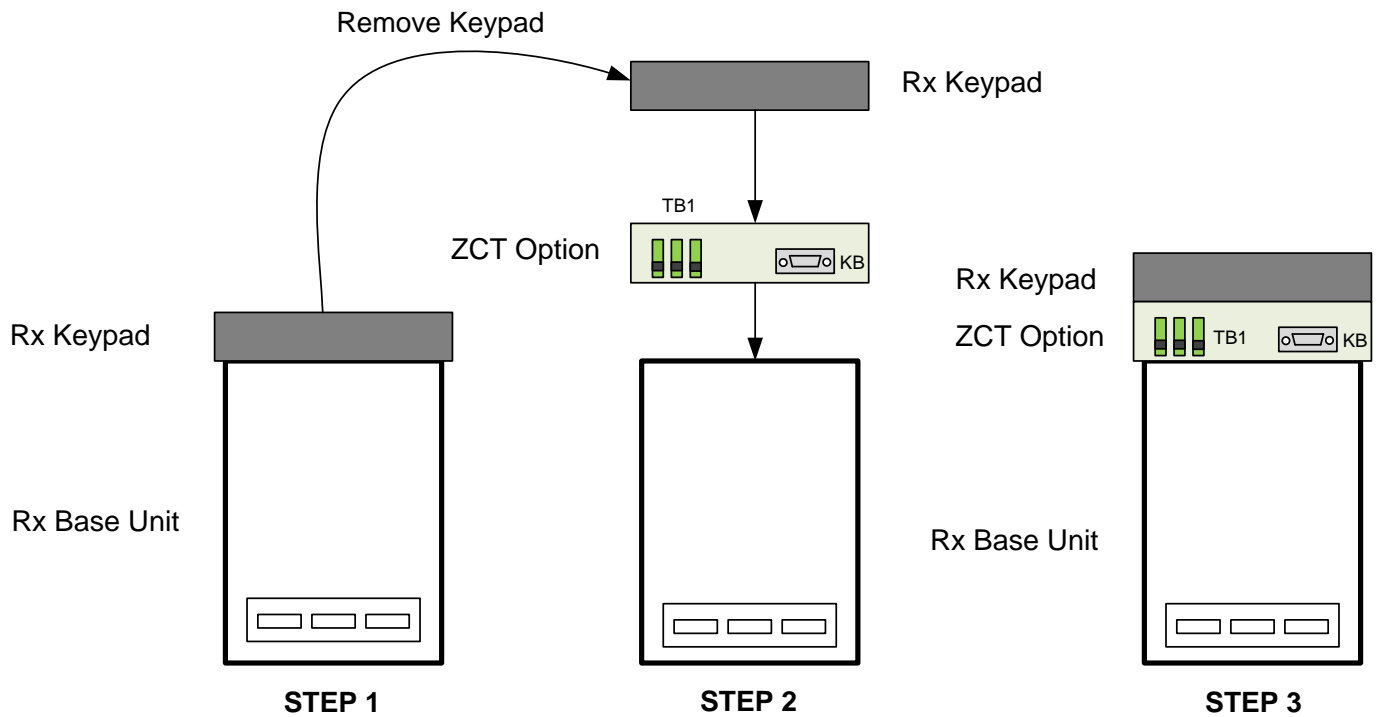 Remove Keypad
Rx Keypad
TB1
ZCT Option
KB
Rx Keypad
Rx Keypad
ZCT Option
TB1
KB
Rx Base Unit
Rx Base Unit
STEP 1
STEP 2
STEP 3